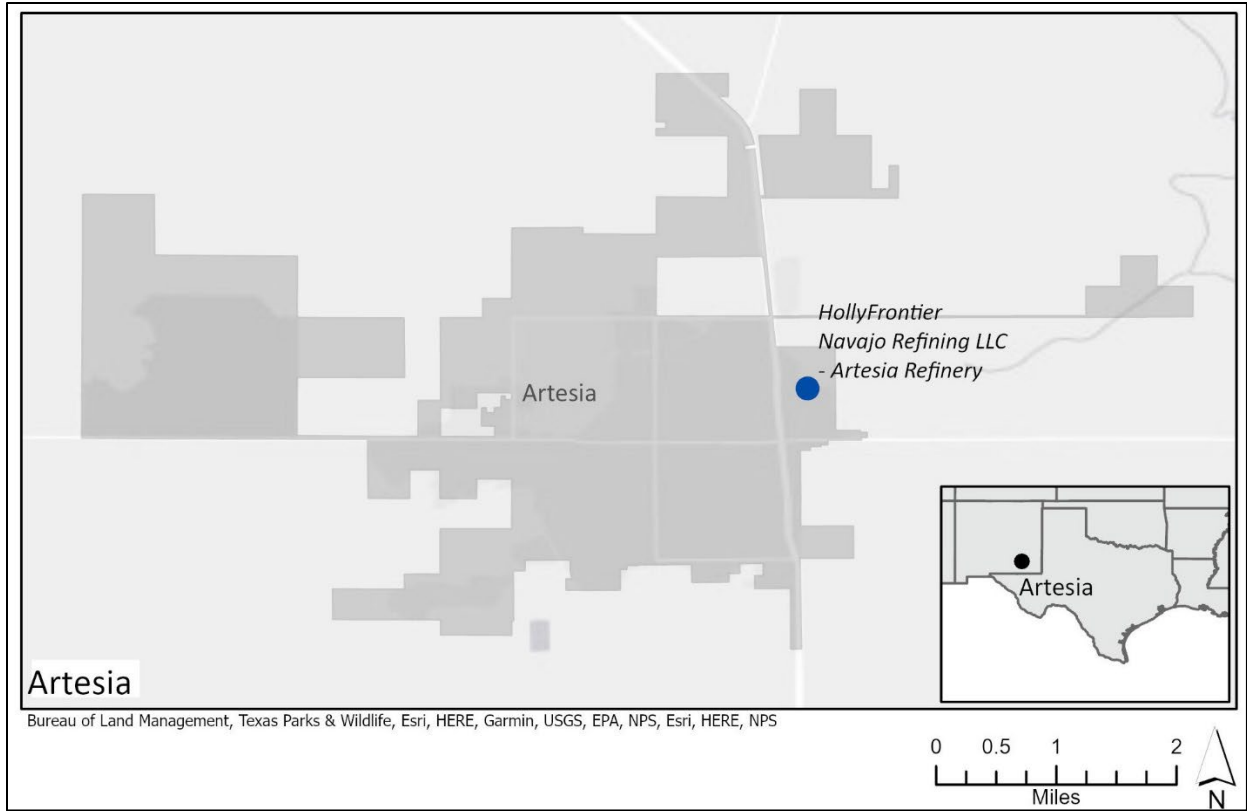 HollyFrontier
Navajo Refining LLC
- Artesia Refinery
Artesia
Artesia
Artesia
Bureau of Land Management, Texas Parks & Wildlife, Esri, HERE, Garmin, USGS, EPA, NPS, Esri, HERE, NPS
0 0.5 1 2
Miles
N